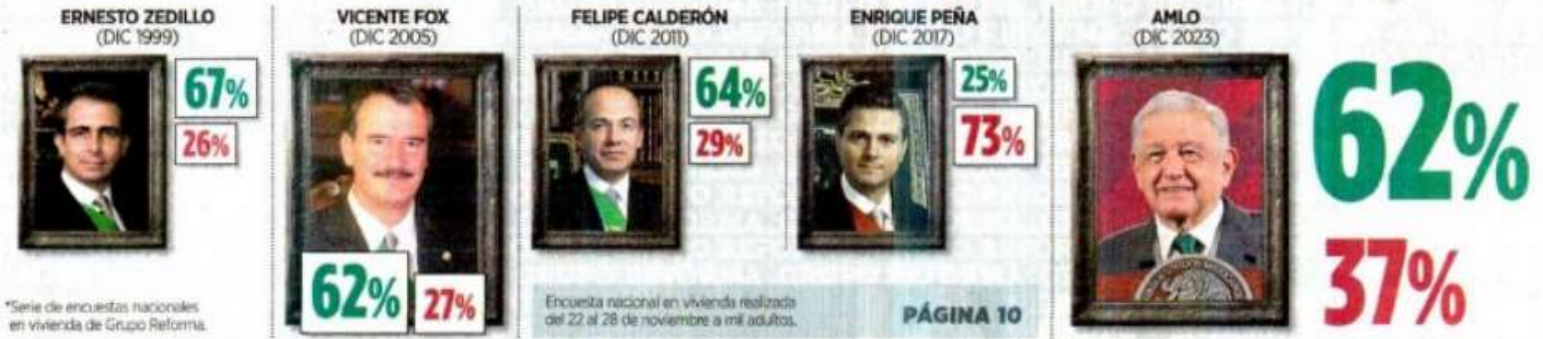 ERNESTO ZEDILLO
(DIC 1999)
67%
26%
*Serie de encuestas nacionales
en vivienda de Grupo Reforma.
VICENTE FOX
(DIC 2005)
62%
27%
FELIPE CALDERÓN
(DIC 2011)
64%
29%
ENRIQUE PEÑA
(DIC 2017)
25%
73%
Encuesta nacional en vivienda realizada
del 22 al 28 de noviembre a mil adultos.
PÁGINA 10
AMLO
(DIC 2023)
62%
37%